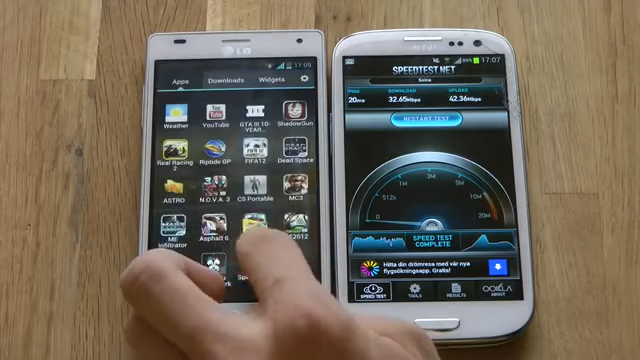 LG
17:05
Apps
Downloads
Widgets
Weather
YouTube
GTA III 10-
YEAR...
ShadowGun
Real Racing
2
Riptide GP
FIFA12
Dead Space
ASTRO
N.O.V.A. 3
CS Portable
MC3
ME
Infiltrator
Asphalt 6
2012
89%
17:07
SPEEDTEST.NET
PING
20ms
DOWNLOAD
32.65Mbps
UPLOAD
42.36Mbps
RESTART TEST
512k
1M
3M
5M
10M
20M
0
SPEED TEST
COMPLETE
Hitta din drömresa med vår nya
flygsökningsapp. Gratis!
SPEED TEST
TOOLS
RESULTS
OOKLA
ABOUT